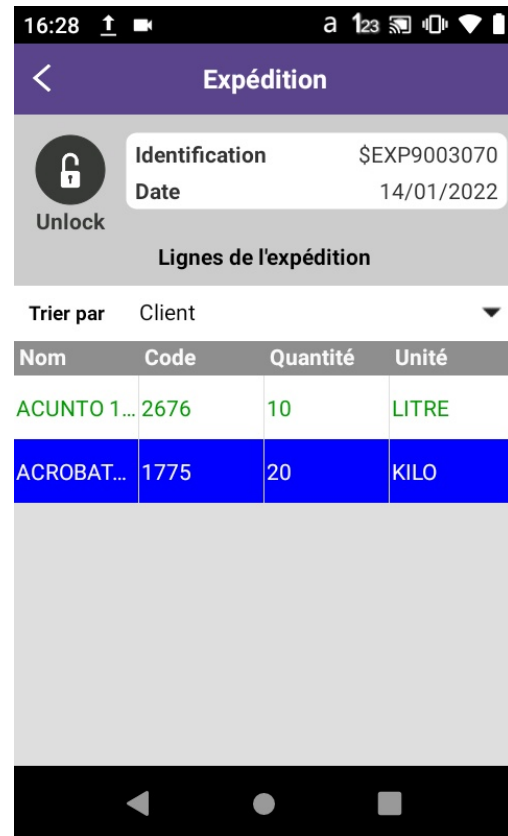 16:28 a 123
Expédition
Identification $EXP9003070
Date 14/01/2022
Unlock
Lignes de l'expédition
Trier par Client
Nom Code Quantité Unité
ACUNTO 1... 2676 10 LITRE
ACROBAT... 1775 20 KILO